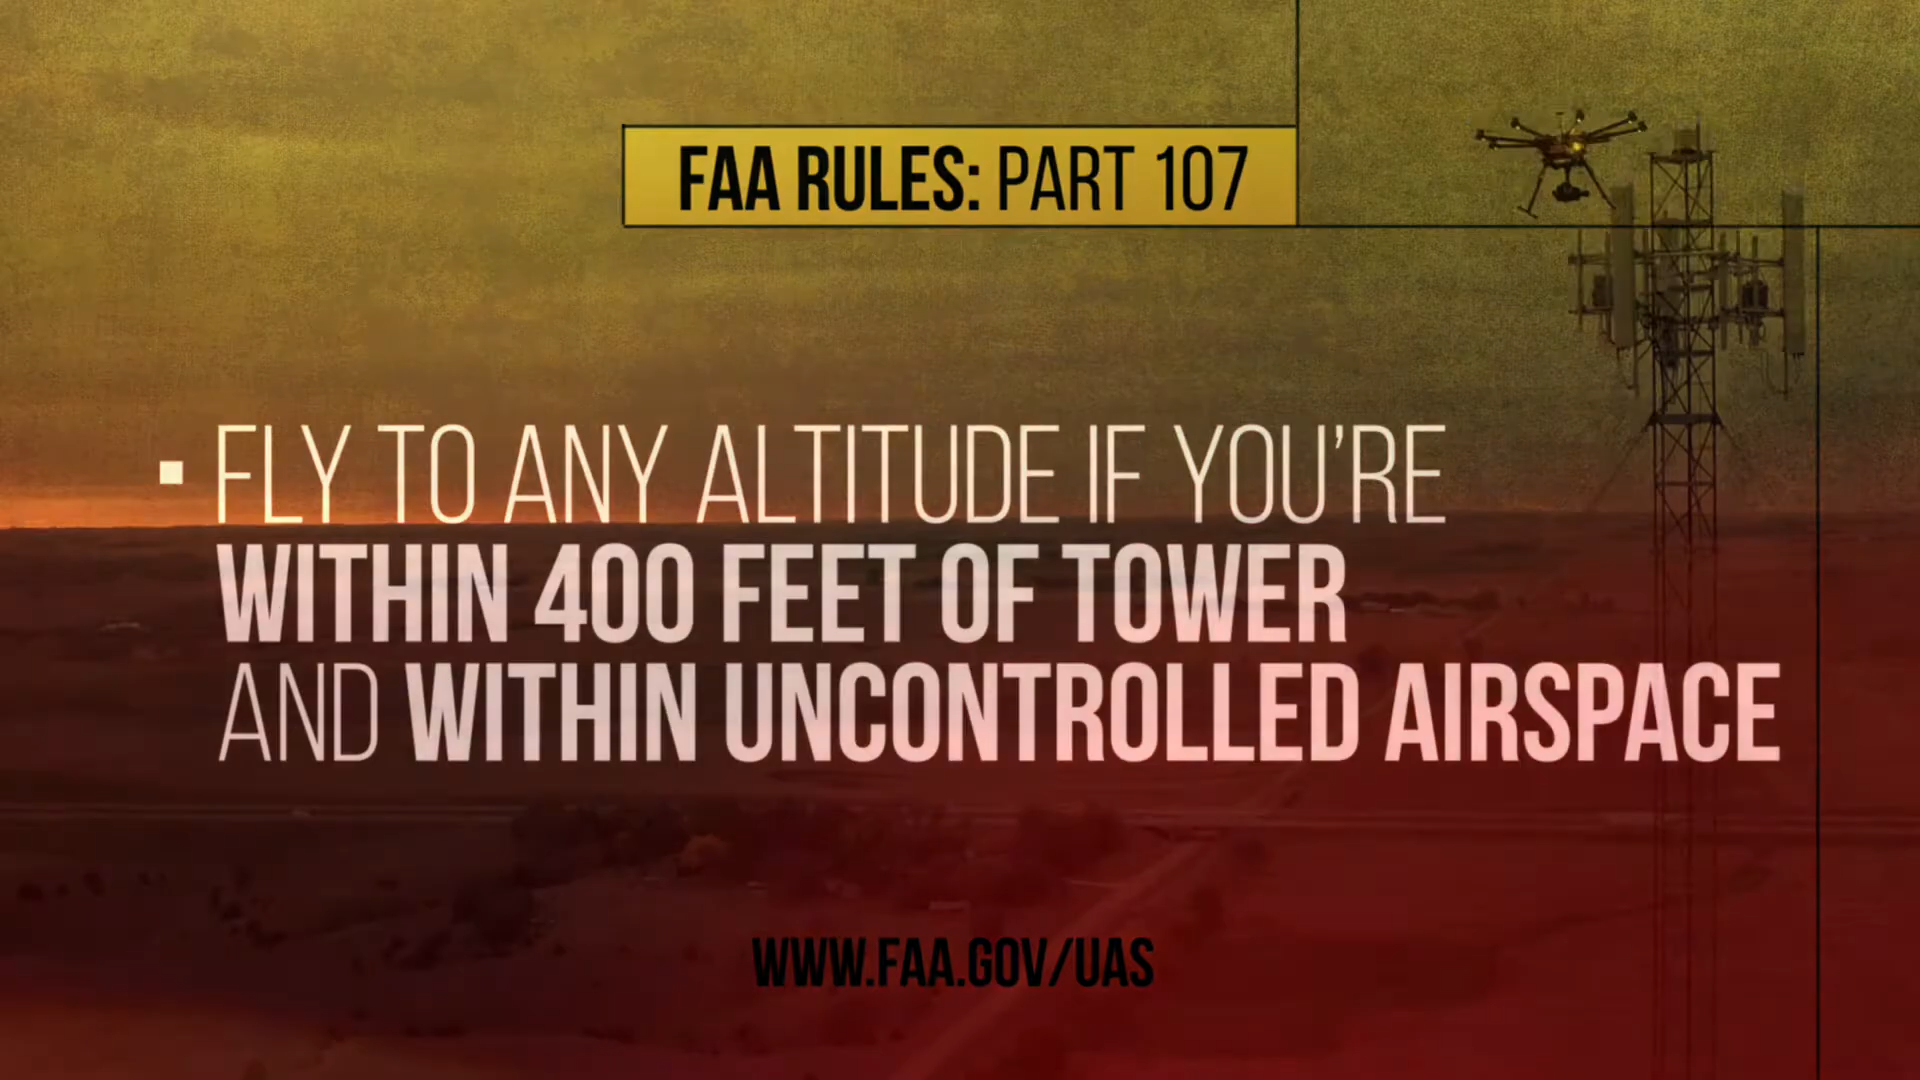 FAA RULES: PART 107
▪ FLY TO ANY ALTITUDE IF YOU'RE
WITHIN 400 FEET OF TOWER
AND WITHIN UNCONTROLLED AIRSPACE
WWW.FAA.GOV/UAS